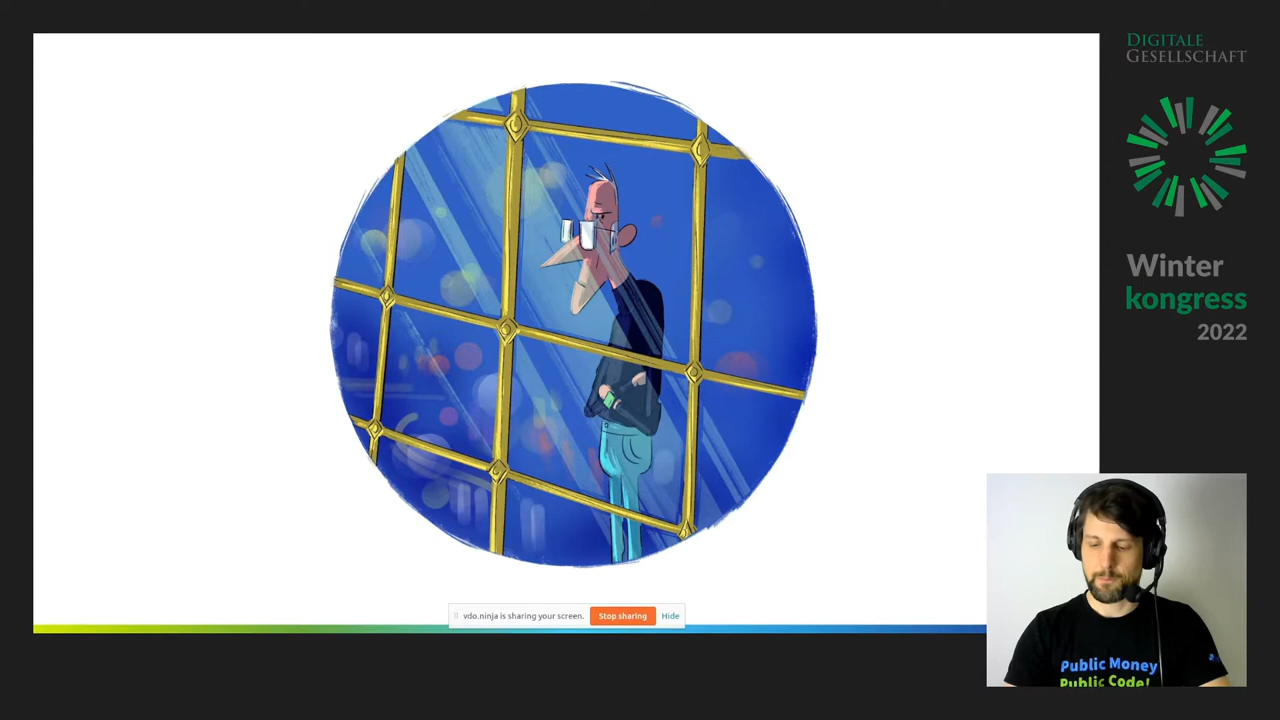 DIGITALE
GESELLSCHAFT
Winter
kongress
2022
vdo.ninja is sharing your screen.
Stop sharing
Hide
Public Money
Public Code!